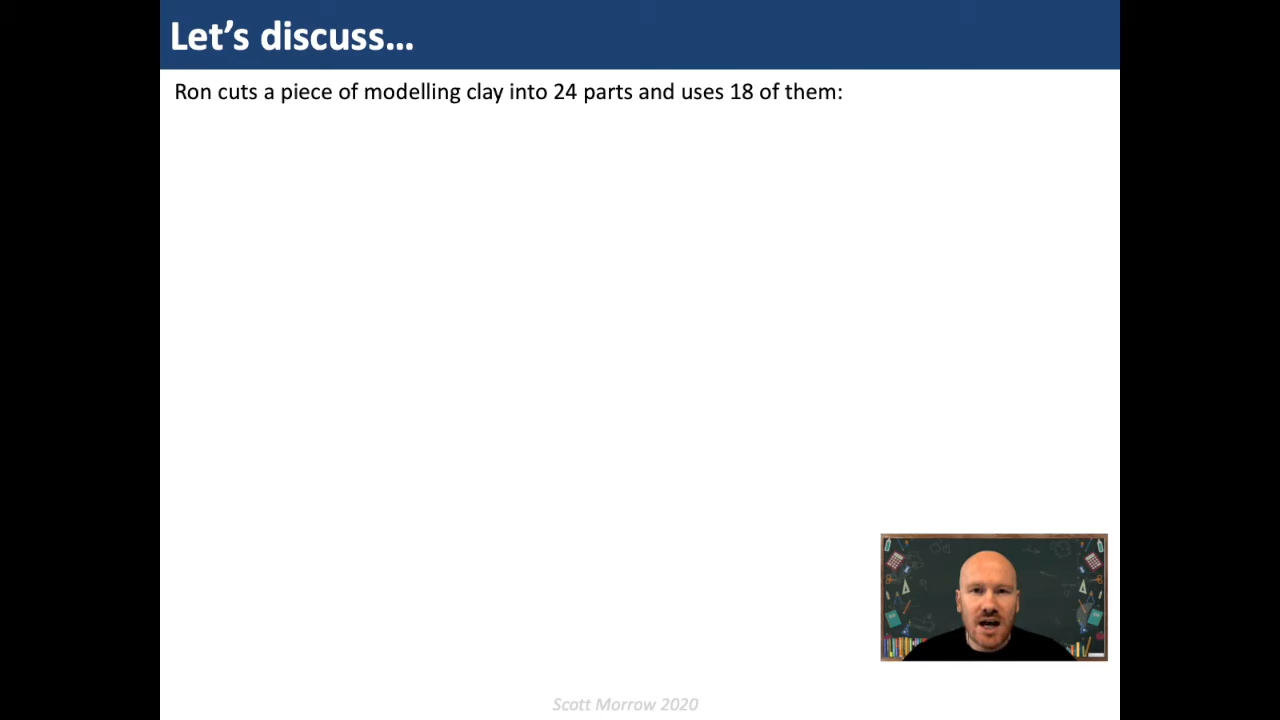 Let’s discuss…
Ron cuts a piece of modelling clay into 24 parts and uses 18 of them:
Scott Morrow 2020